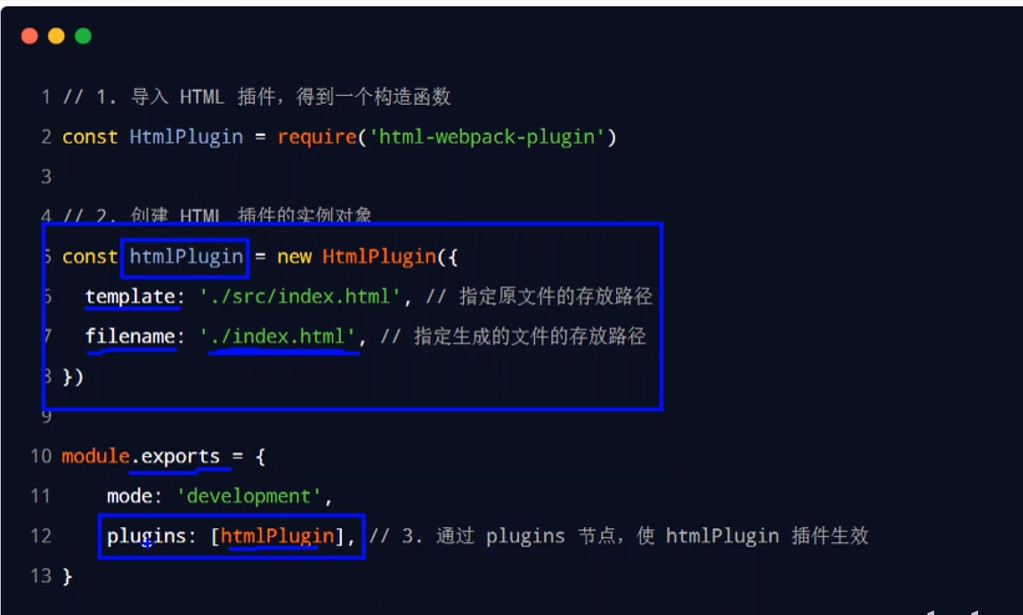 1 // 1. 导入 HTML 插件，得到一个构造函数
2 const HtmlPlugin = require('html-webpack-plugin')
3
4 // 2. 创建 HTML 插件的实例对象
5 const htmlPlugin = new HtmlPlugin({
6 template: './src/index.html', // 指定原文件的存放路径
7 filename: './index.html', // 指定生成的文件的存放路径
8 })
9
10 module.exports = {
11 mode: 'development',
12 plugins: [htmlPlugin], // 3. 通过 plugins 节点，使 htmlPlugin 插件生效
13 }